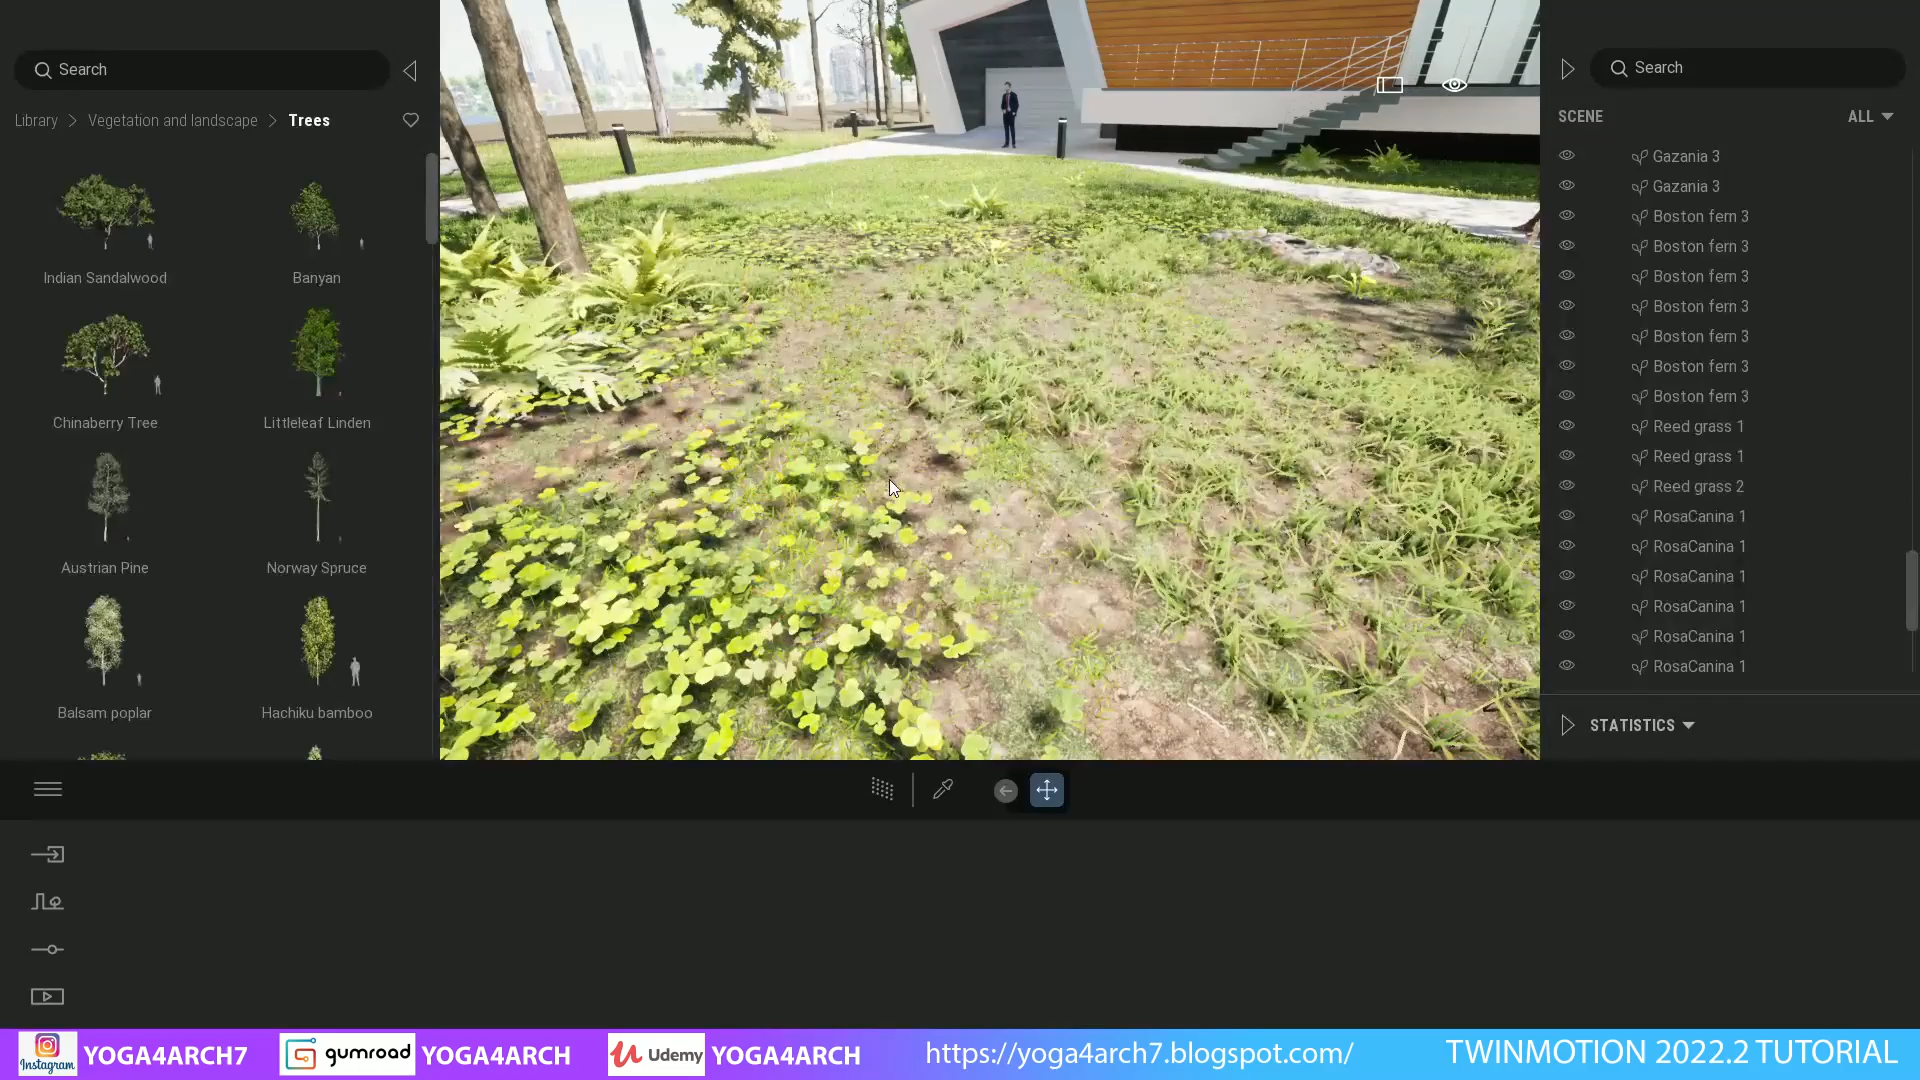 Search
Library > Vegetation and landscape > Trees
Indian Sandalwood
Banyan
Chinaberry Tree
Littleleaf Linden
Austrian Pine
Norway Spruce
Balsam poplar
Hachiku bamboo
Search
SCENE
ALL
Gazania 3
Gazania 3
Boston fern 3
Boston fern 3
Boston fern 3
Boston fern 3
Boston fern 3
Boston fern 3
Boston fern 3
Reed grass 1
Reed grass 1
Reed grass 2
RosaCanina 1
RosaCanina 1
RosaCanina 1
RosaCanina 1
RosaCanina 1
RosaCanina 1
STATISTICS
Instagram YOGA4ARCH7 gumroad YOGA4ARCH Udemy YOGA4ARCH https://yoga4arch7.blogspot.com/ TWINMOTION 2022.2 TUTORIAL